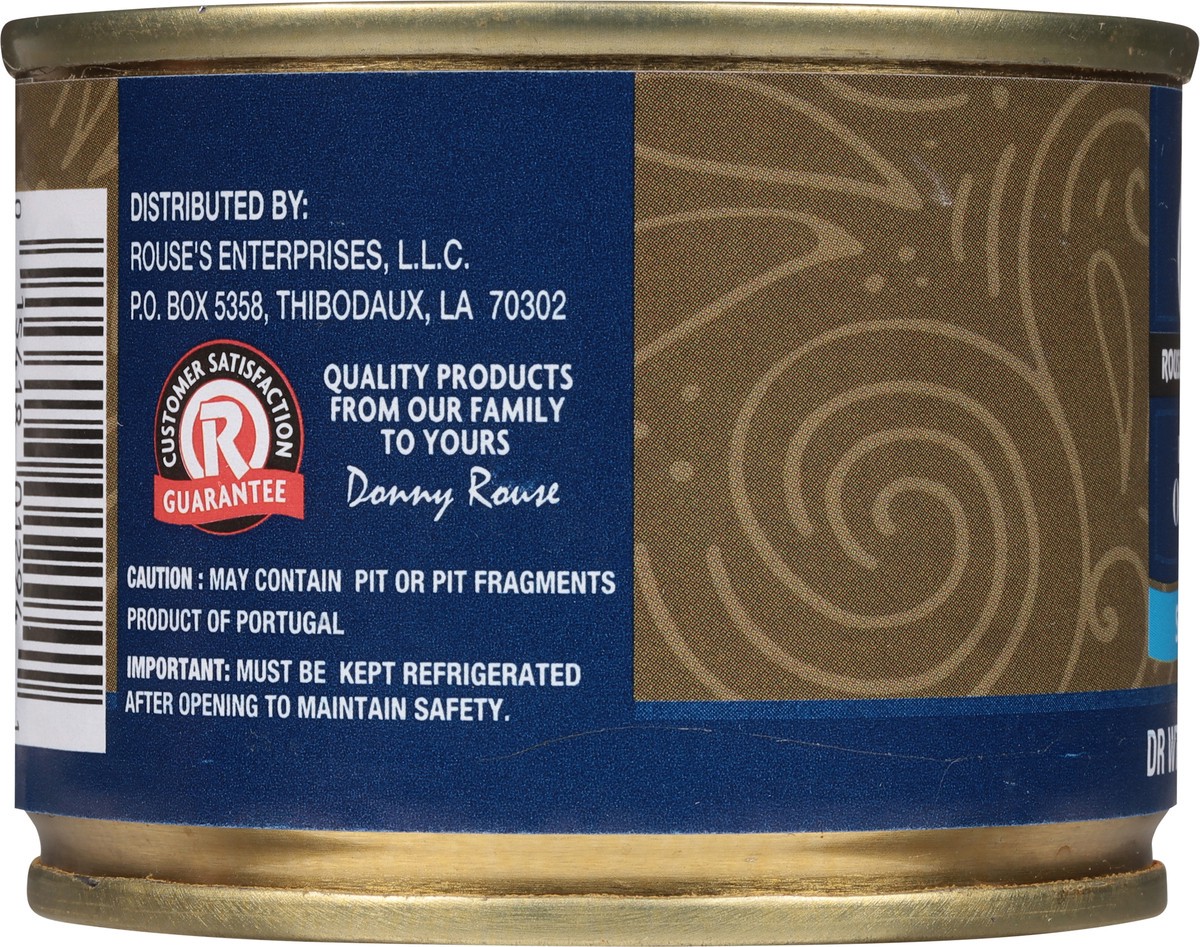 DISTRIBUTED BY:
ROUSE'S ENTERPRISES, L.L.C.
P.O. BOX 5358, THIBODAUX, LA 70302
CUSTOMER SATISFACTION
R
GUARANTEE
QUALITY PRODUCTS
FROM OUR FAMILY
TO YOURS
Donny Rouse
CAUTION : MAY CONTAIN PIT OR PIT FRAGMENTS
PRODUCT OF PORTUGAL
IMPORTANT: MUST BE KEPT REFRIGERATED
AFTER OPENING TO MAINTAIN SAFETY.
DR